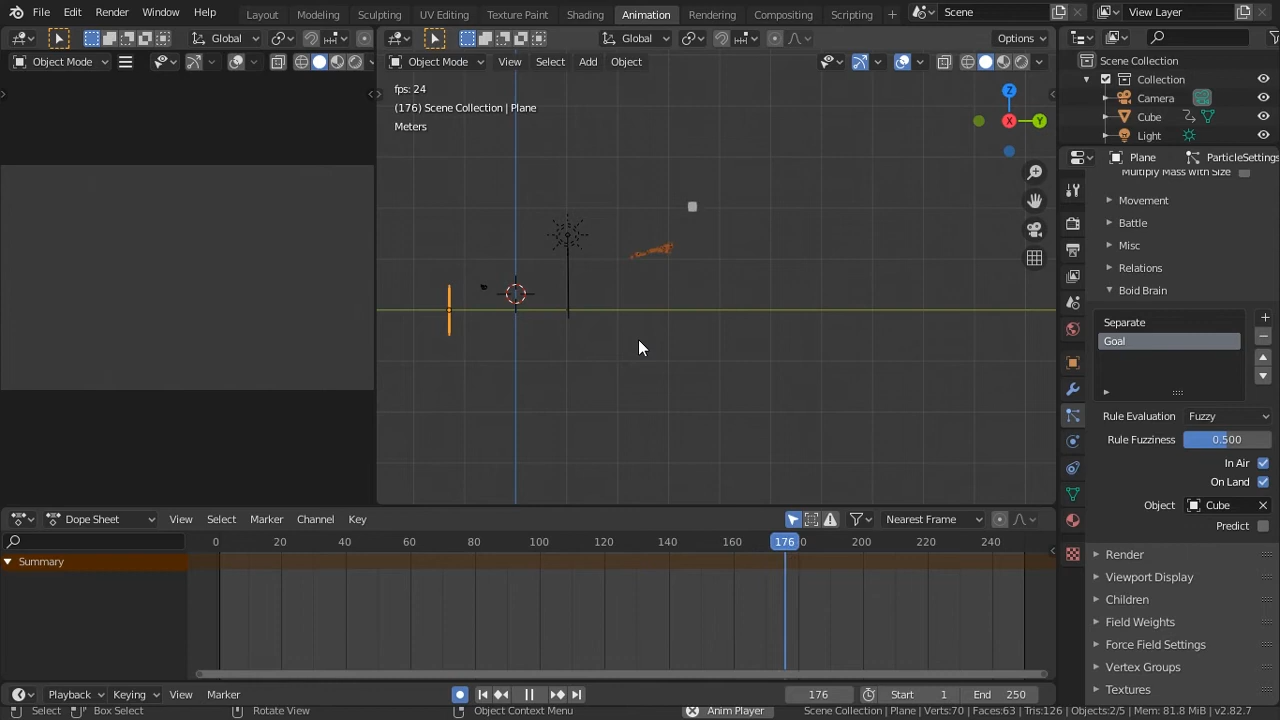 File Edit Render Window Help Layout Modeling Sculpting UV Editing Texture Paint Shading Animation Rendering Compositing Scripting + Scene View Layer
Global Global Options
Object Mode Object Mode View Select Add Object
Scene Collection
Collection
Camera
Cube
Light
fps: 24
(176) Scene Collection | Plane
Meters
Z
X
Y
Plane ParticleSettings
Multiply Mass with Size
Movement
Battle
Misc
Relations
Boid Brain
Separate
Goal
Rule Evaluation Fuzzy
Rule Fuzziness 0.500
In Air
On Land
Object Cube
Predict
Render
Viewport Display
Children
Field Weights
Force Field Settings
Vertex Groups
Textures
Dope Sheet View Select Marker Channel Key Nearest Frame
0 20 40 60 80 100 120 140 160 176 200 220 240
Summary
Playback Keying View Marker 176 Start 1 End 250
Select Box Select Rotate View Object Context Menu Anim Player Scene Collection | Plane | Verts:70 | Faces:63 | Tris:126 | Objects:2/5 | Mem: 81.8 MiB | v2.82.7